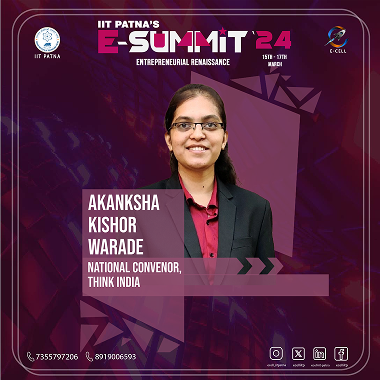 IIT PATNA'S
E-SUMMIT '24
ENTREPRENEURIAL RENAISSANCE
15TH - 17TH
MARCH
IIT PATNA
E-CELL
AKANKSHA
KISHOR
WARADE
NATIONAL CONVENOR,
THINK INDIA
7355797206
8919006593